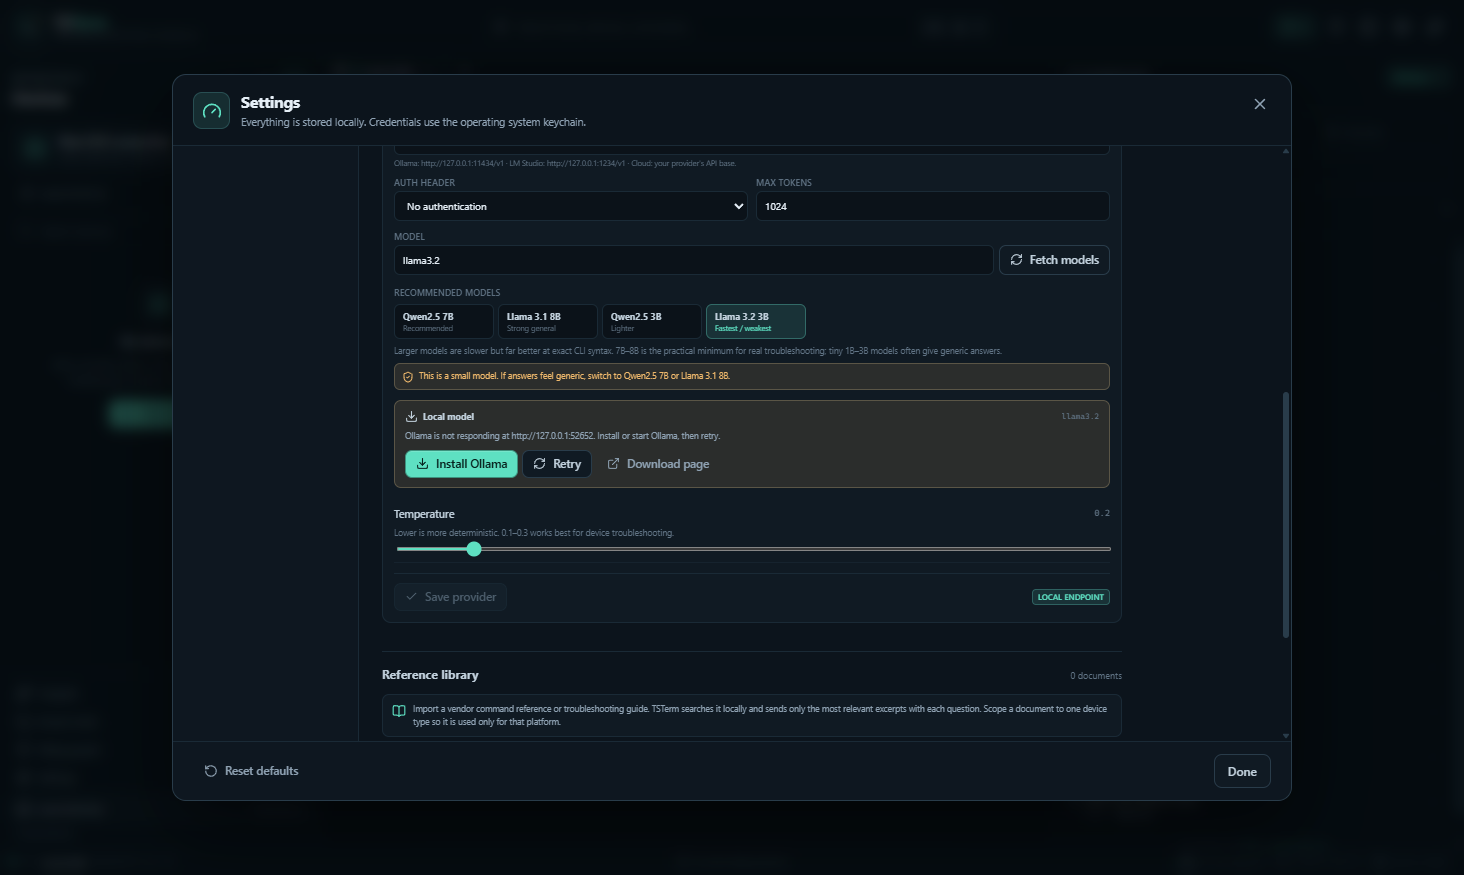 Settings
Everything is stored locally. Credentials use the operating system keychain.
Ollama: http://127.0.0.1:11434/v1 · LM Studio: http://127.0.0.1:1234/v1 · Cloud: your provider's API base.
AUTH HEADER
MAX TOKENS
No authentication
1024
MODEL
llama3.2
Fetch models
RECOMMENDED MODELS
Qwen2.5 7B
Recommended
Llama 3.1 8B
Strong general
Qwen2.5 3B
Lighter
Llama 3.2 3B
Fastest / weakest
Larger models are slower but far better at exact CLI syntax. 7B–8B is the practical minimum for real troubleshooting; tiny 1B–3B models often give generic answers.
This is a small model. If answers feel generic, switch to Qwen2.5 7B or Llama 3.1 8B.
Local model
llama3.2
Ollama is not responding at http://127.0.0.1:52652. Install or start Ollama, then retry.
Install Ollama
Retry
Download page
Temperature
0.2
Lower is more deterministic. 0.1–0.3 works best for device troubleshooting.
Save provider
LOCAL ENDPOINT
Reference library
0 documents
Import a vendor command reference or troubleshooting guide. TSTerm searches it locally and sends only the most relevant excerpts with each question. Scope a document to one device
type so it is used only for that platform.
Reset defaults
Done